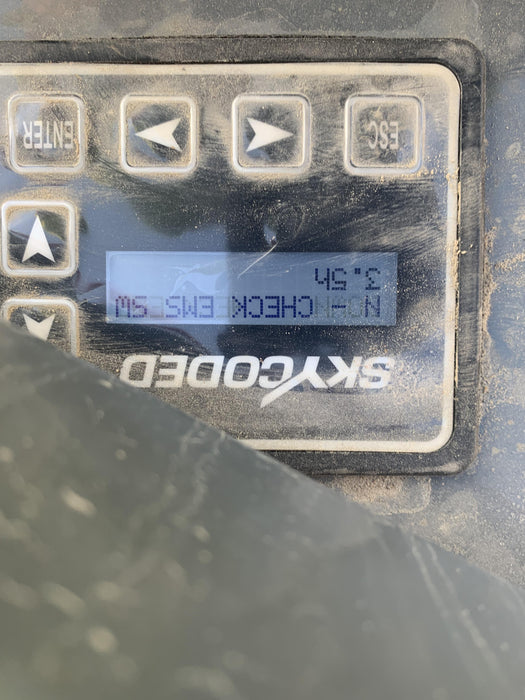 SKYCODED
CHECK EMS SW
3.5h
ESC
ENTER